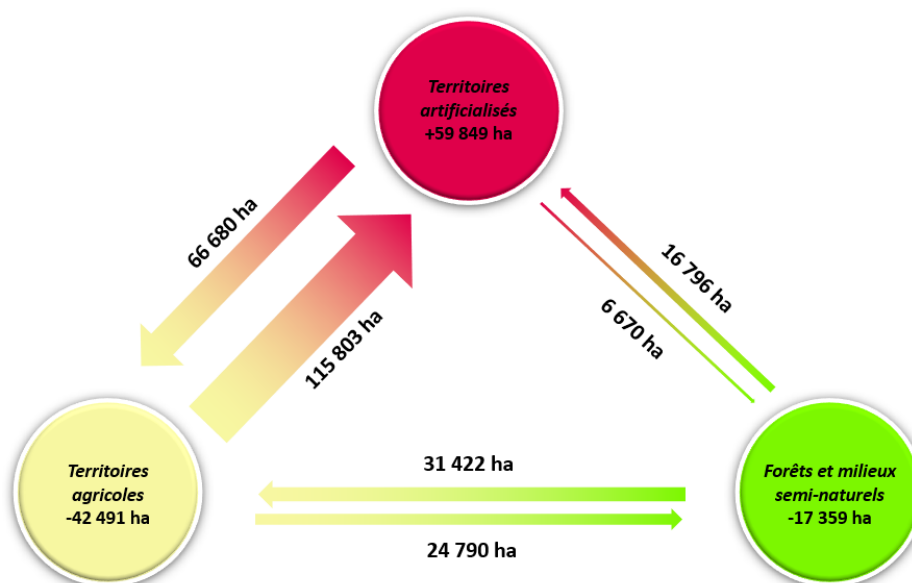 Territoires
artificialisés
+59 849 ha
66 680 ha
115 803 ha
16 796 ha
6 670 ha
Territoires
agricoles
-42 491 ha
31 422 ha
24 790 ha
Forêts et milieux
semi-naturels
-17 359 ha